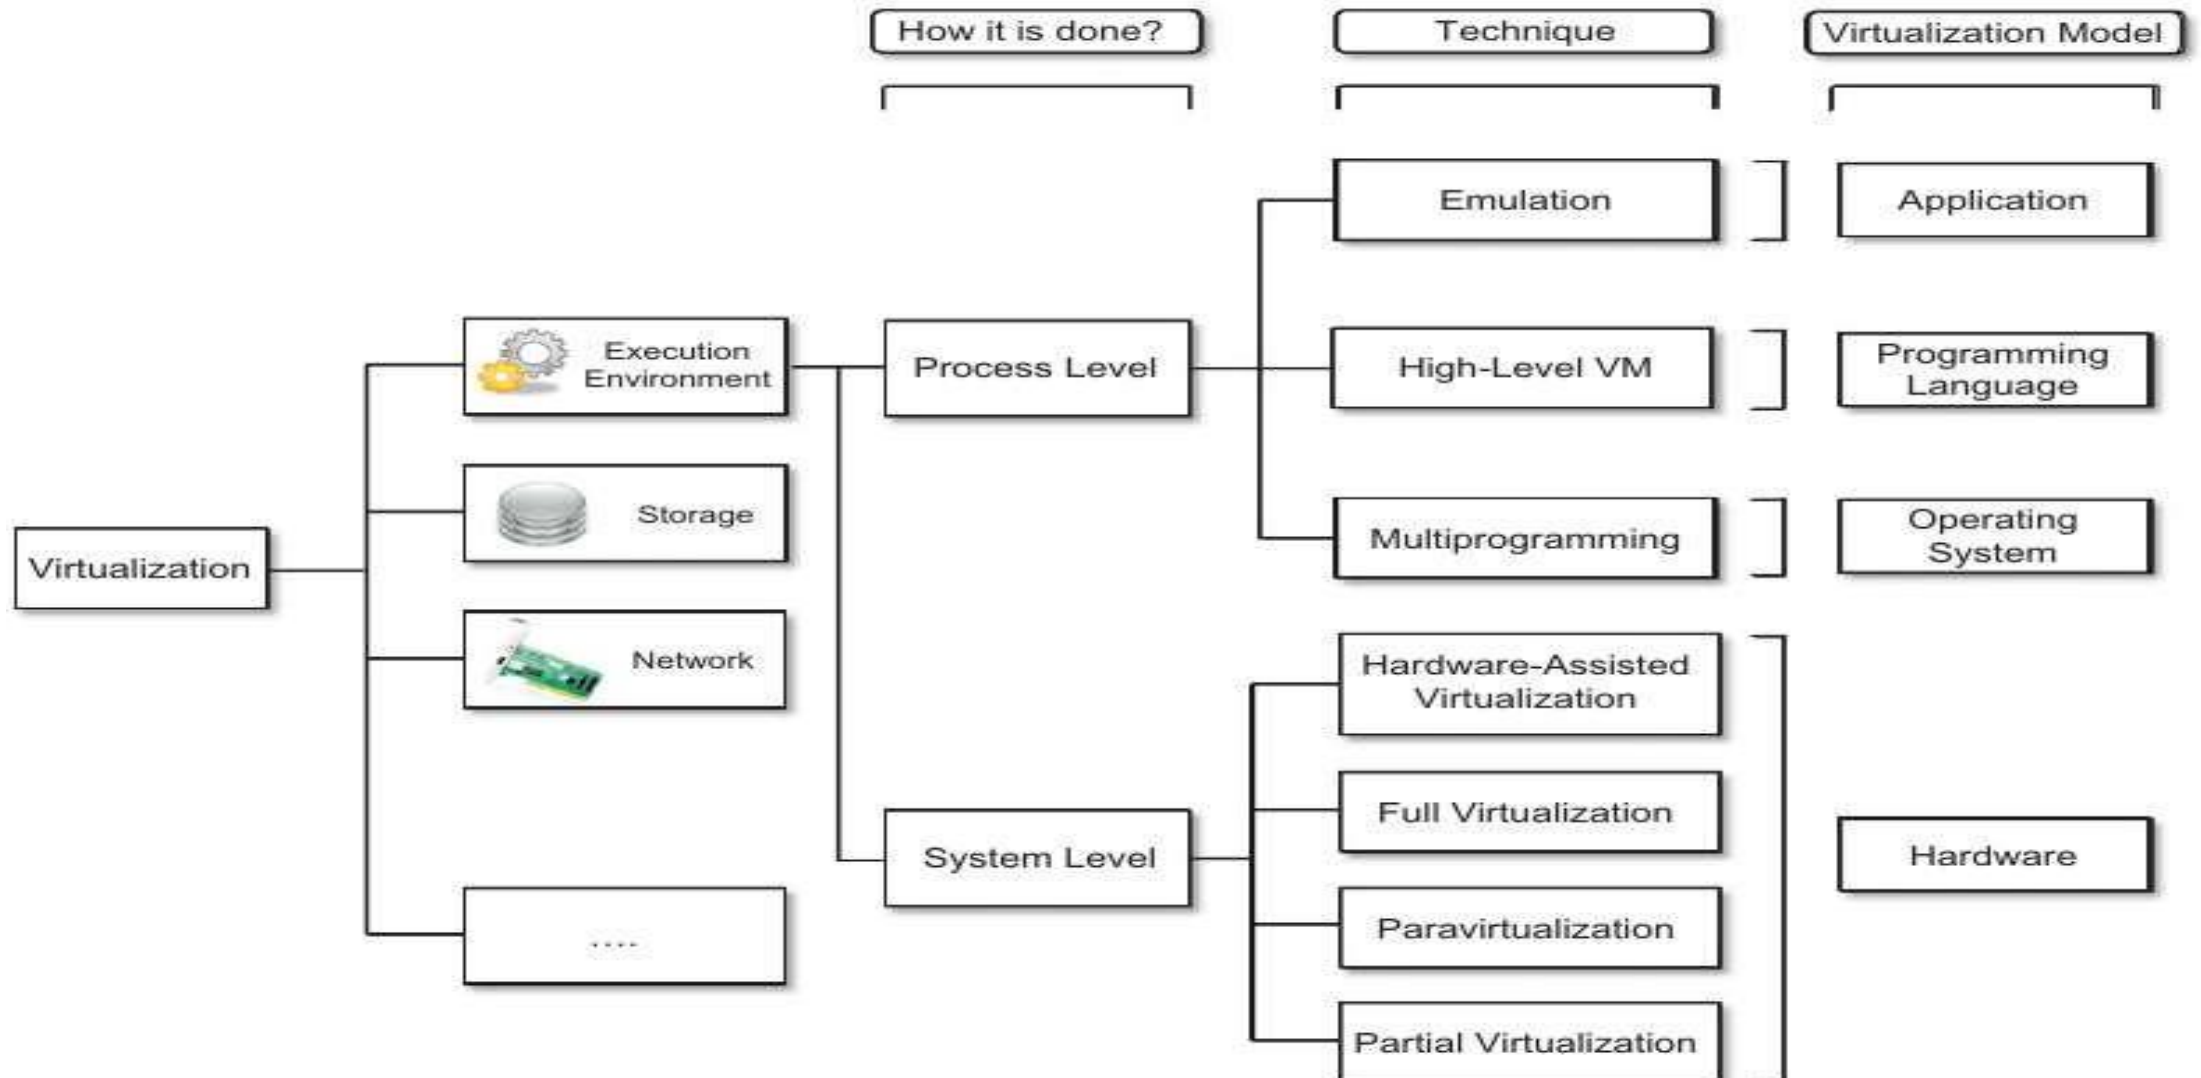 How it is done?
Technique
Virtualization Model
Emulation
Application
Execution
Environment
Process Level
High-Level VM
Programming
Language
Storage
Multiprogramming
Operating
System
Virtualization
Network
Hardware-Assisted
Virtualization
Full Virtualization
System Level
Hardware
Paravirtualization
....
Partial Virtualization